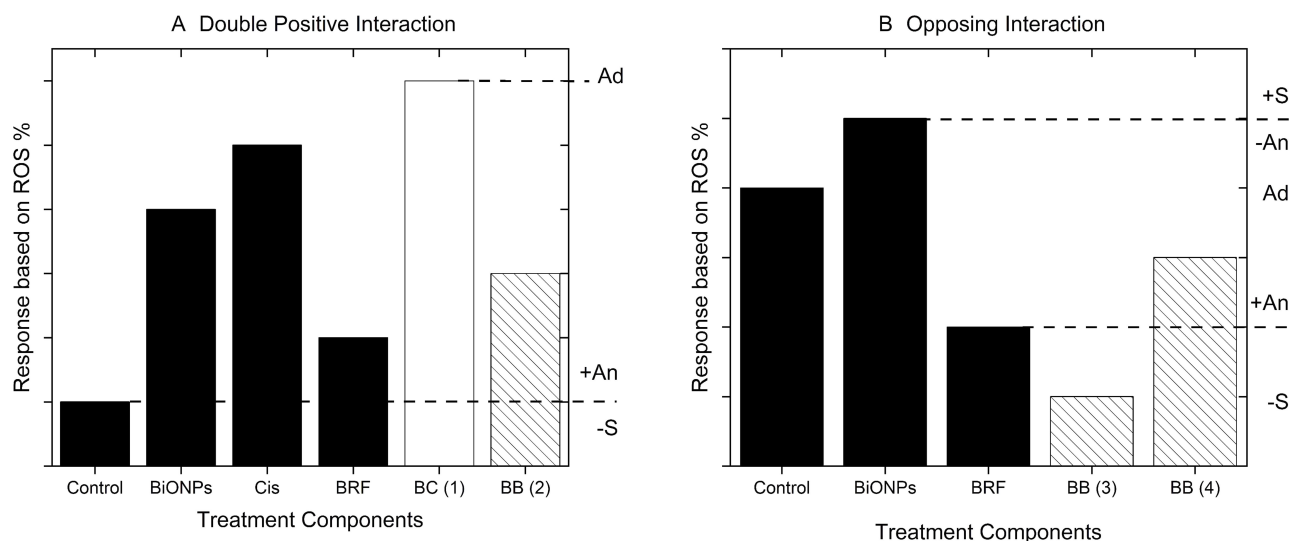 A Double Positive Interaction
Response based on ROS %
Ad
+An
-S
Control BiONPs Cis BRF BC (1) BB (2)
Treatment Components
B Opposing Interaction
Response based on ROS %
+S
-An
Ad
+An
-S
Control BiONPs BRF BB (3) BB (4)
Treatment Components